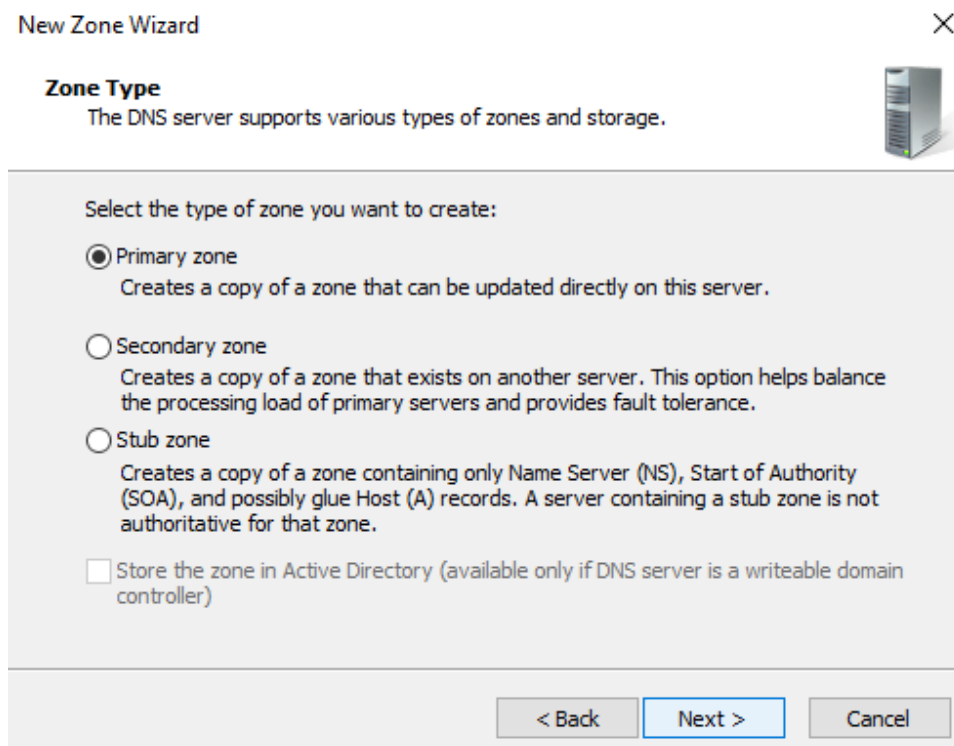 New Zone Wizard
Zone Type
The DNS server supports various types of zones and storage.
Select the type of zone you want to create:
Primary zone
Creates a copy of a zone that can be updated directly on this server.
Secondary zone
Creates a copy of a zone that exists on another server. This option helps balance
the processing load of primary servers and provides fault tolerance.
Stub zone
Creates a copy of a zone containing only Name Server (NS), Start of Authority
(SOA), and possibly glue Host (A) records. A server containing a stub zone is not
authoritative for that zone.
Store the zone in Active Directory (available only if DNS server is a writeable domain
controller)
< Back Next > Cancel